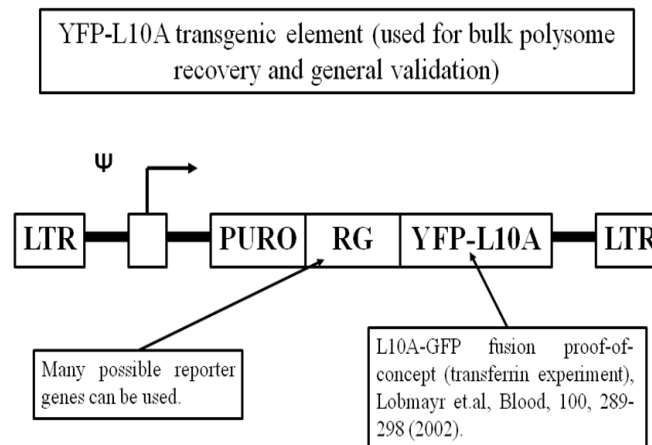 YFP-L10A transgenic element (used for bulk polysome
recovery and general validation)
Ψ
LTR PURO RG YFP-L10A LTR
Many possible reporter
genes can be used.
L10A-GFP fusion proof-of-
concept (transferrin experiment),
Lobmayr et.al, Blood, 100, 289-
298 (2002).